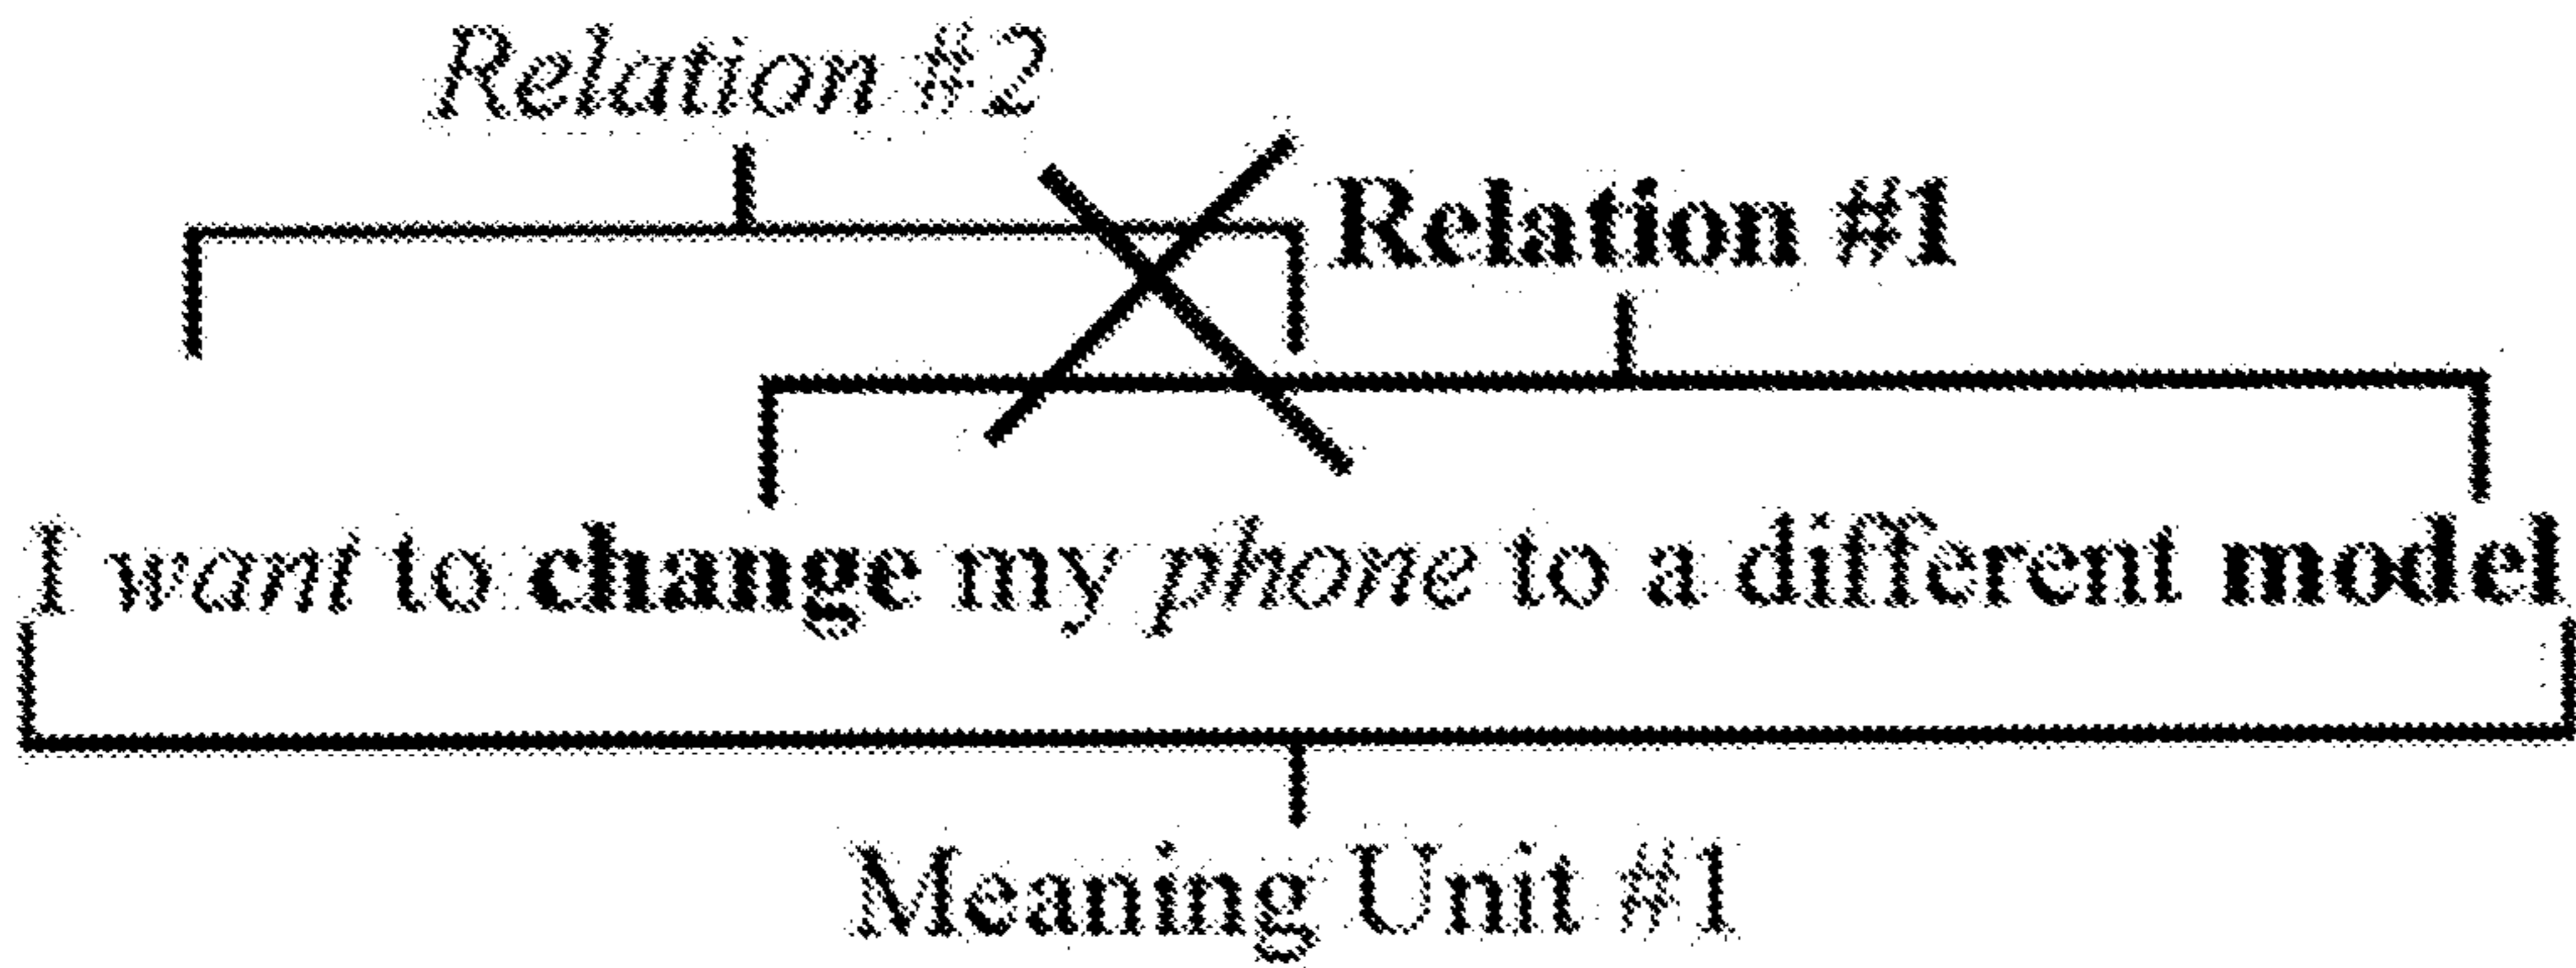 Relation #2
Relation #1
I want to change my phone to a different model
Meaning Unit #1